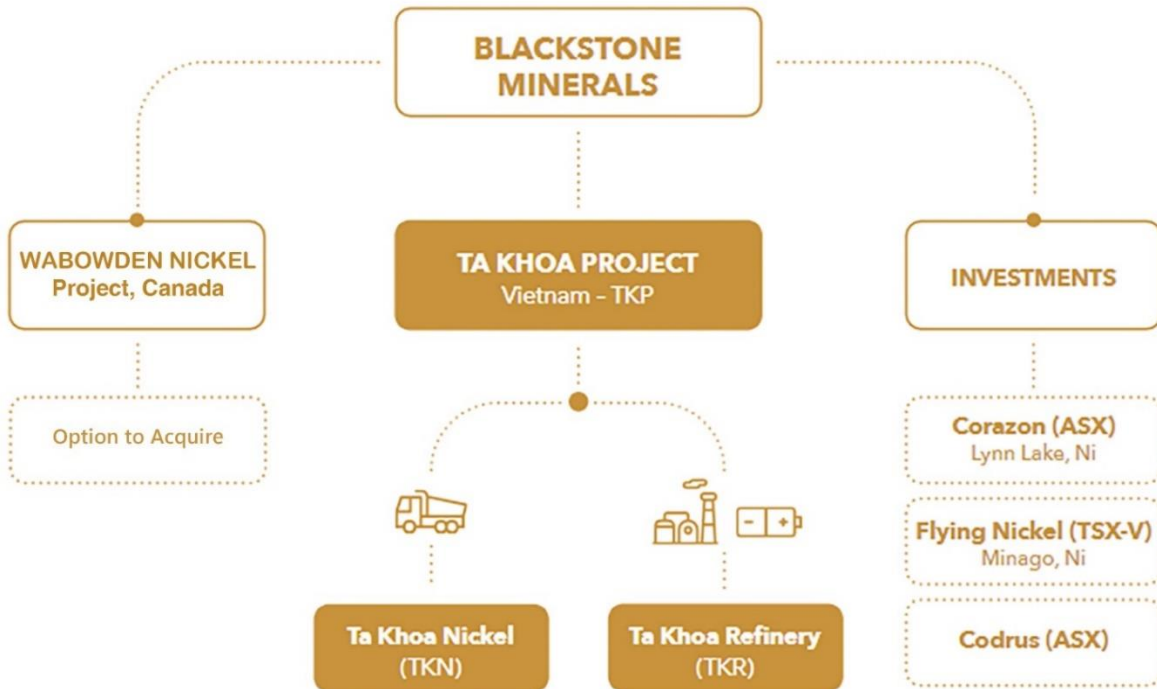 BLACKSTONE
MINERALS
WABOWDEN NICKEL
Project, Canada
TA KHOA PROJECT
Vietnam – TKP
INVESTMENTS
Option to Acquire
Corazon (ASX)
Lynn Lake, Ni
Flying Nickel (TSX-V)
Minago, Ni
Ta Khoa Nickel
(TKN)
Ta Khoa Refinery
(TKR)
Codrus (ASX)